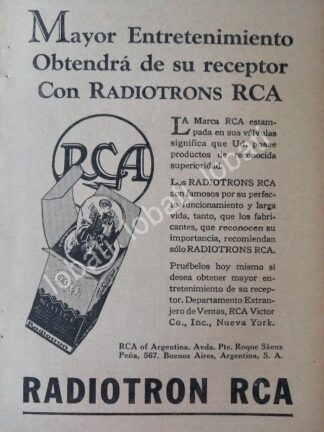 Mayor Entretenimiento
Obtendrá de su receptor
Con RADIOTRONS RCA
LA Marca RCA estam-
pada en sus válvulas
significa que Ud. posee
productos de reconocida
superioridad.
Los RADIOTRONS RCA
son famosos por su perfec-
to funcionamiento y larga
vida, tanto, que los fabri-
cantes, que reconocen su
importancia, recomiendan
sólo RADIOTRONS RCA.
Pruébelos hoy mismo si
desea obtener mayor en-
tretenimiento de su recep-
tor. Departamento Extran-
jero de Ventas, RCA Victor
Co., Inc., Nueva York.
RCA
Radiotron
RCA of Argentina. Avda. Pte. Roque Sáenz
Peña, 567. Buenos Aires, Argentina, S. A.
RADIOTRON RCA